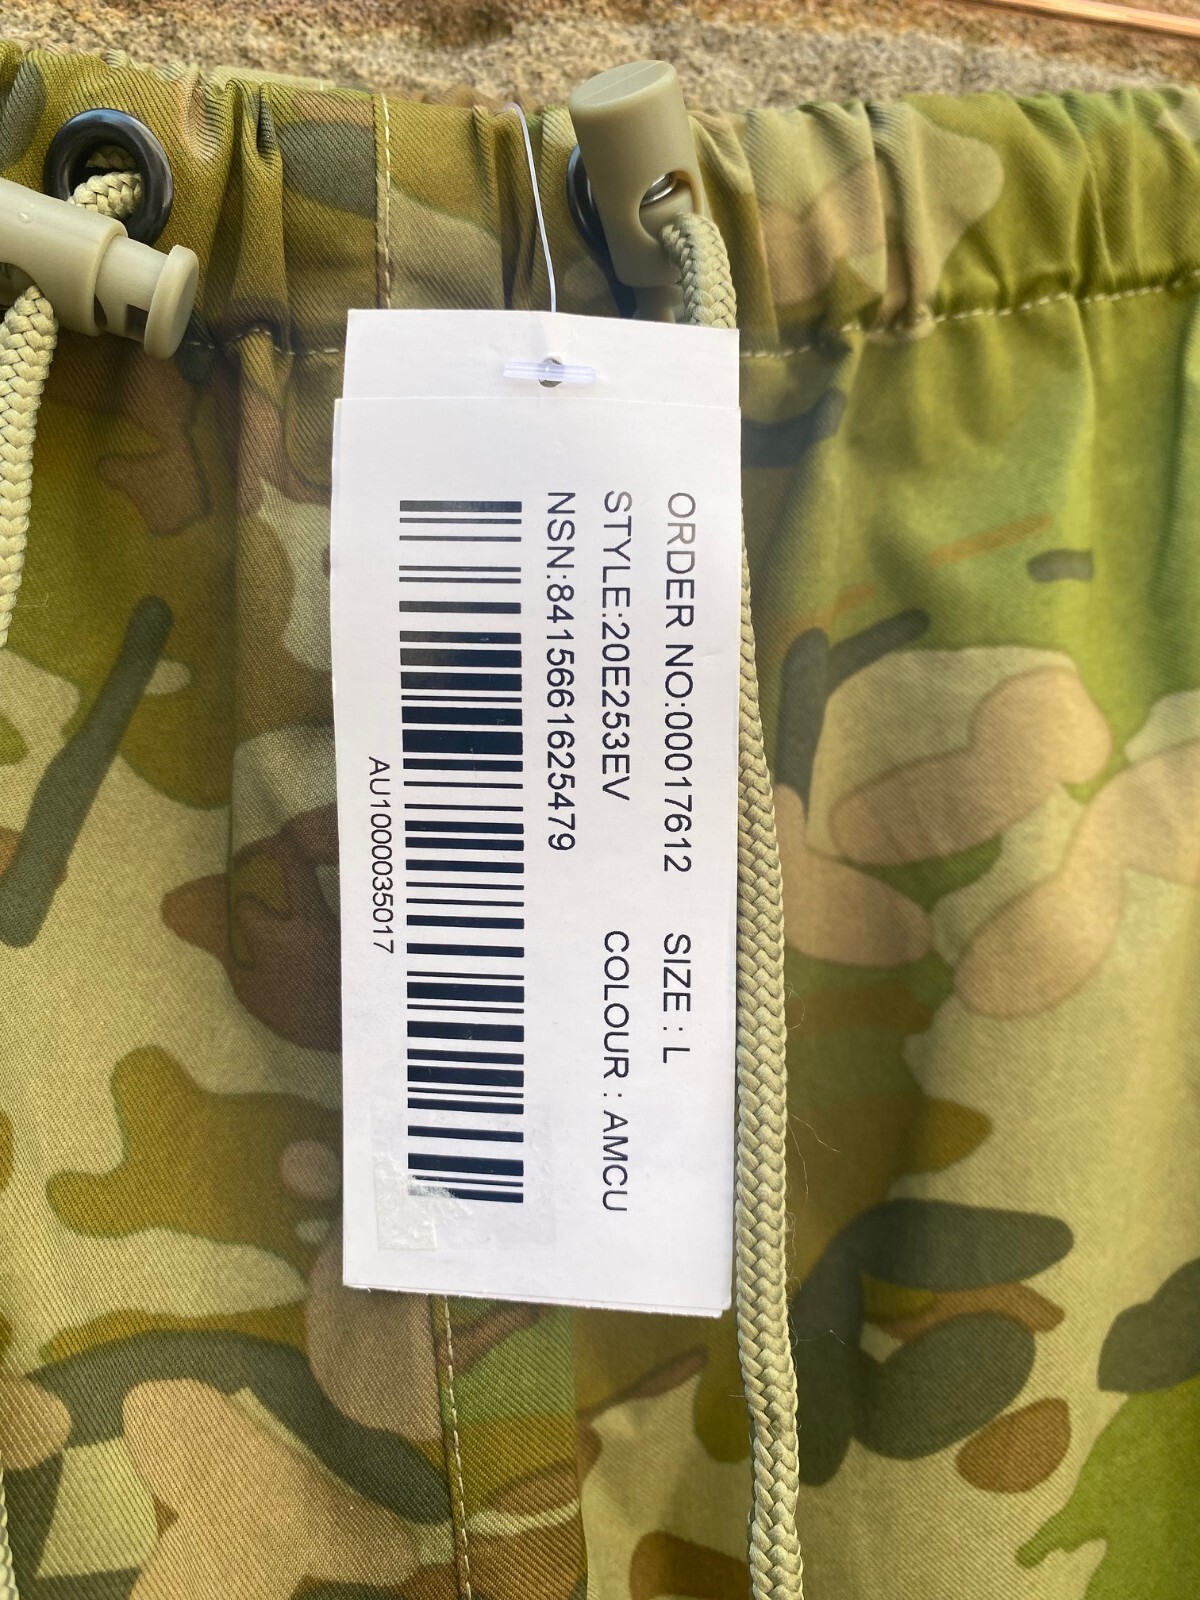 ORDER NO:00017612 SIZE : L
STYLE:20E253EV COLOUR : AMCU
NSN:8415661625479
AU1000035017